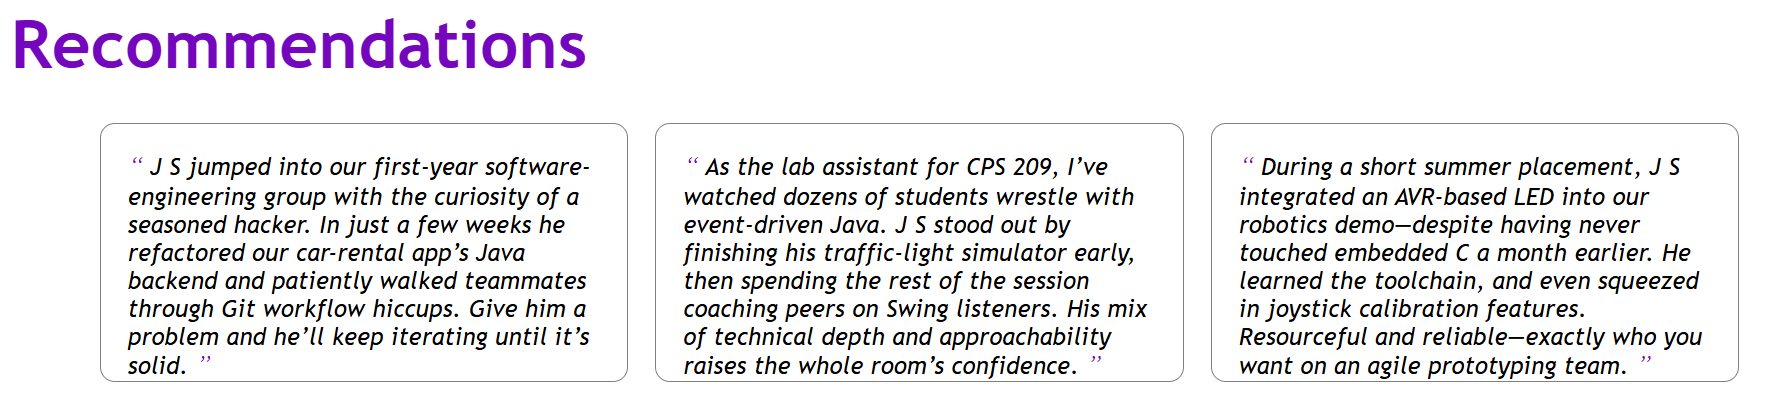 Recommendations
“ J S jumped into our first-year software-
engineering group with the curiosity of a
seasoned hacker. In just a few weeks he
refactored our car-rental app’s Java
backend and patiently walked teammates
through Git workflow hiccups. Give him a
problem and he’ll keep iterating until it’s
solid. ”
“ As the lab assistant for CPS 209, I’ve
watched dozens of students wrestle with
event-driven Java. J S stood out by
finishing his traffic-light simulator early,
then spending the rest of the session
coaching peers on Swing listeners. His mix
of technical depth and approachability
raises the whole room’s confidence. ”
“ During a short summer placement, J S
integrated an AVR-based LED into our
robotics demo—despite having never
touched embedded C a month earlier. He
learned the toolchain, and even squeezed
in joystick calibration features.
Resourceful and reliable—exactly who you
want on an agile prototyping team. ”